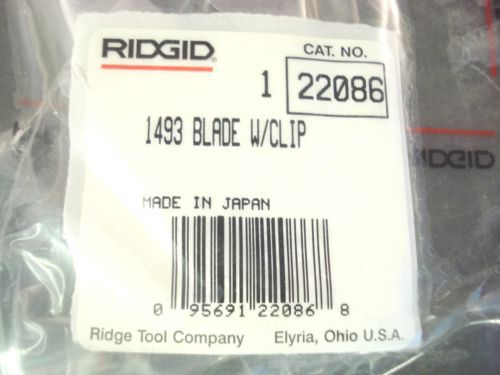 RIDGID
CAT. NO.
1 22086
1493 BLADE W/CLIP
RIDGID
MADE IN JAPAN
0 95691 22086 8
Ridge Tool Company Elyria, Ohio U.S.A.